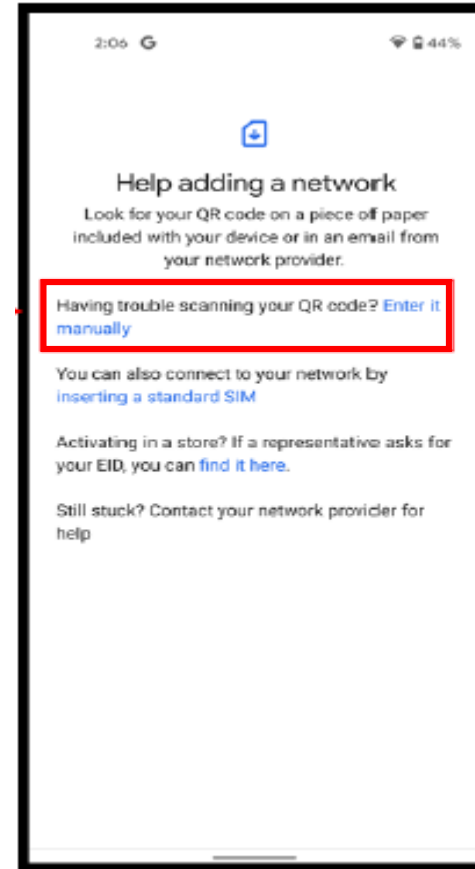 2:06 G 44%
Help adding a network
Look for your QR code on a piece of paper
included with your device or in an email from
your network provider.
Having trouble scanning your QR code? Enter it
manually
You can also connect to your network by
inserting a standard SIM
Activating in a store? If a representative asks for
your EID, you can find it here.
Still stuck? Contact your network provider for
help